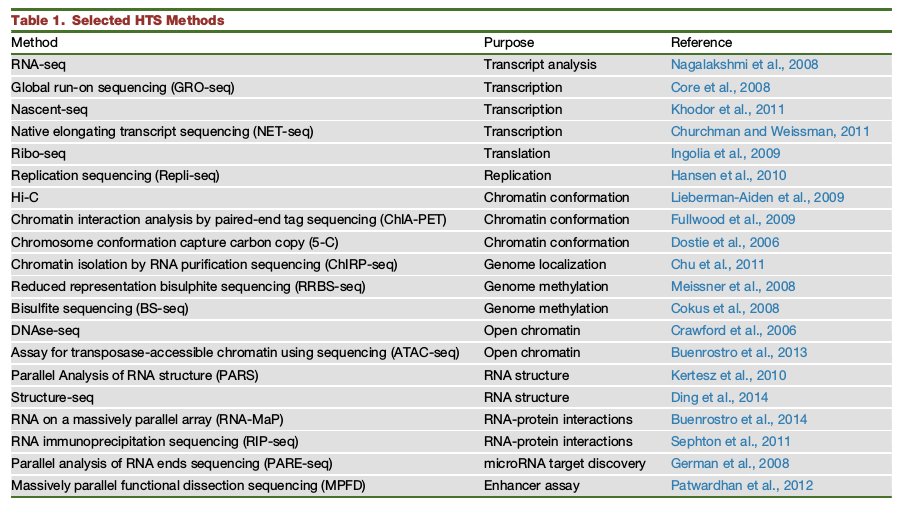 Table 1. Selected HTS Methods
Method Purpose Reference
RNA-seq Transcript analysis Nagalakshmi et al., 2008
Global run-on sequencing (GRO-seq) Transcription Core et al., 2008
Nascent-seq Transcription Khodor et al., 2011
Native elongating transcript sequencing (NET-seq) Transcription Churchman and Weissman, 2011
Ribo-seq Translation Ingolia et al., 2009
Replication sequencing (Repli-seq) Replication Hansen et al., 2010
Hi-C Chromatin conformation Lieberman-Aiden et al., 2009
Chromatin interaction analysis by paired-end tag sequencing (ChIA-PET) Chromatin conformation Fullwood et al., 2009
Chromosome conformation capture carbon copy (5-C) Chromatin conformation Dostie et al., 2006
Chromatin isolation by RNA purification sequencing (ChIRP-seq) Genome localization Chu et al., 2011
Reduced representation bisulphite sequencing (RRBS-seq) Genome methylation Meissner et al., 2008
Bisulfite sequencing (BS-seq) Genome methylation Cokus et al., 2008
DNAse-seq Open chromatin Crawford et al., 2006
Assay for transposase-accessible chromatin using sequencing (ATAC-seq) Open chromatin Buenrostro et al., 2013
Parallel Analysis of RNA structure (PARS) RNA structure Kertesz et al., 2010
Structure-seq RNA structure Ding et al., 2014
RNA on a massively parallel array (RNA-MaP) RNA-protein interactions Buenrostro et al., 2014
RNA immunoprecipitation sequencing (RIP-seq) RNA-protein interactions Sephton et al., 2011
Parallel analysis of RNA ends sequencing (PARE-seq) microRNA target discovery German et al., 2008
Massively parallel functional dissection sequencing (MPFD) Enhancer assay Patwardhan et al., 2012